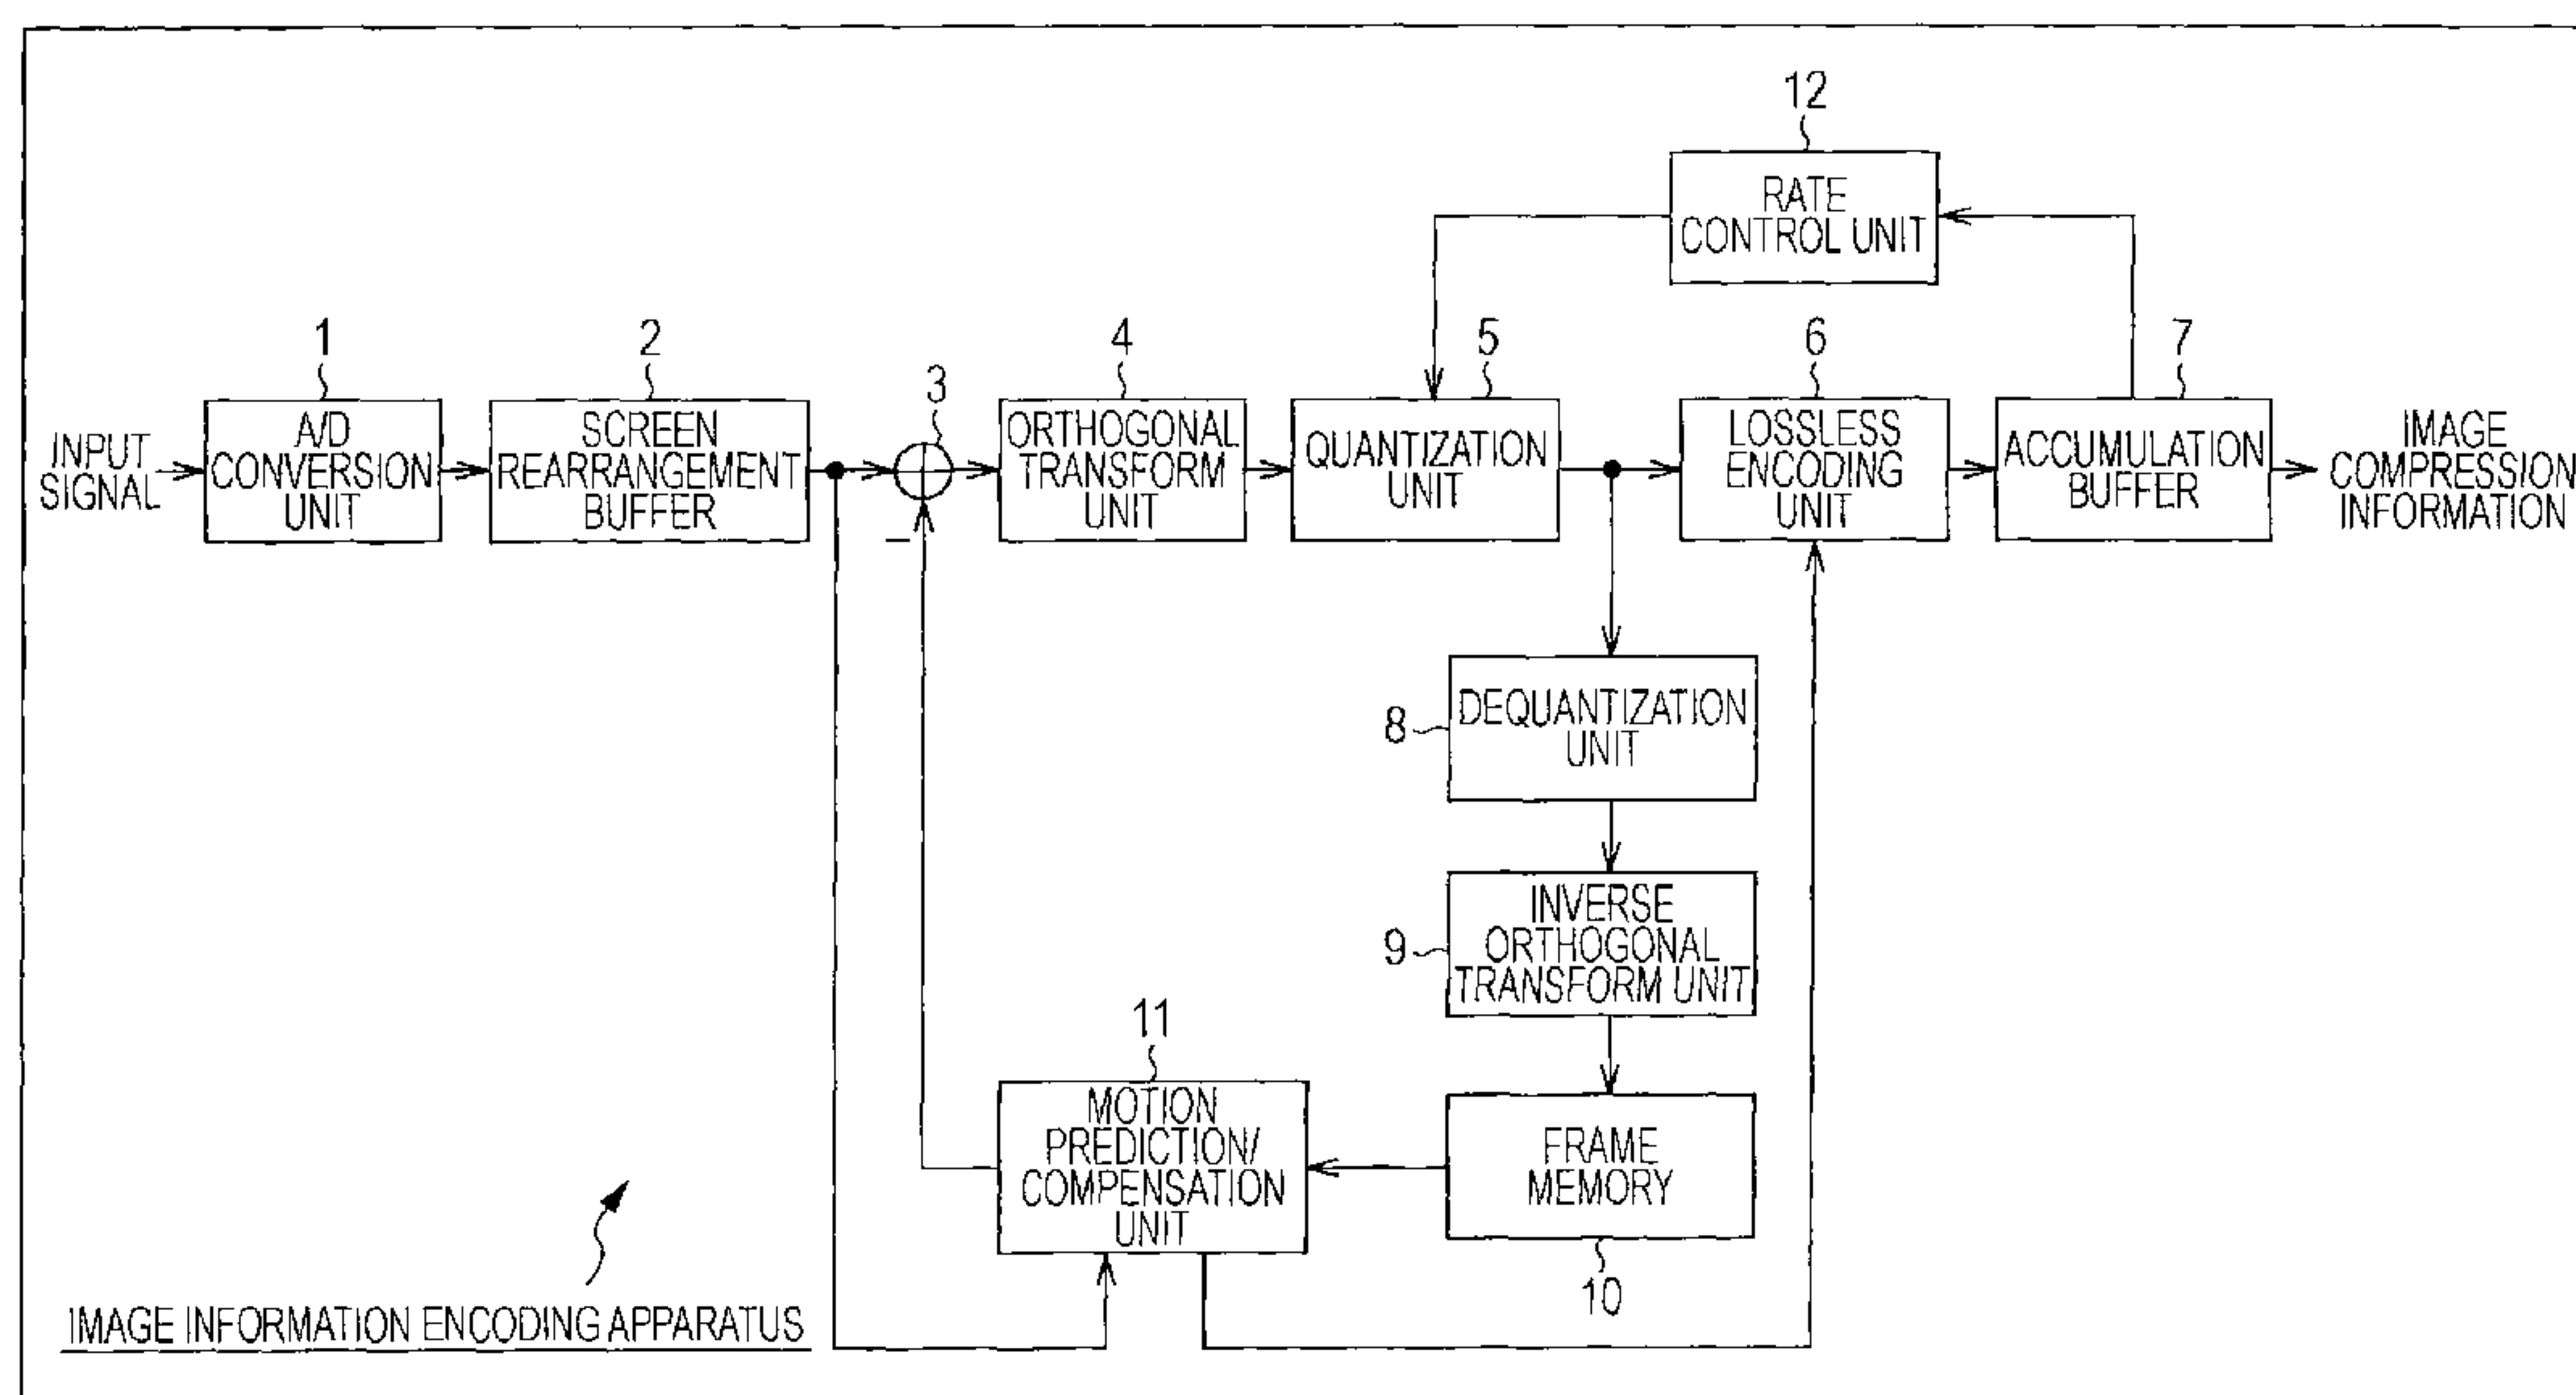 12
RATE
CONTROL UNIT
1
2
3
4
5
6
7
INPUT
SIGNAL
A/D
CONVERSION
UNIT
SCREEN
REARRANGEMENT
BUFFER
ORTHOGONAL
TRANSFORM
UNIT
QUANTIZATION
UNIT
LOSSLESS
ENCODING
UNIT
ACCUMULATION
BUFFER
IMAGE
COMPRESSION
INFORMATION
–
8
DEQUANTIZATION
UNIT
9
INVERSE
ORTHOGONAL
TRANSFORM UNIT
11
MOTION
PREDICTION/
COMPENSATION
UNIT
FRAME
MEMORY
10
IMAGE INFORMATION ENCODING APPARATUS